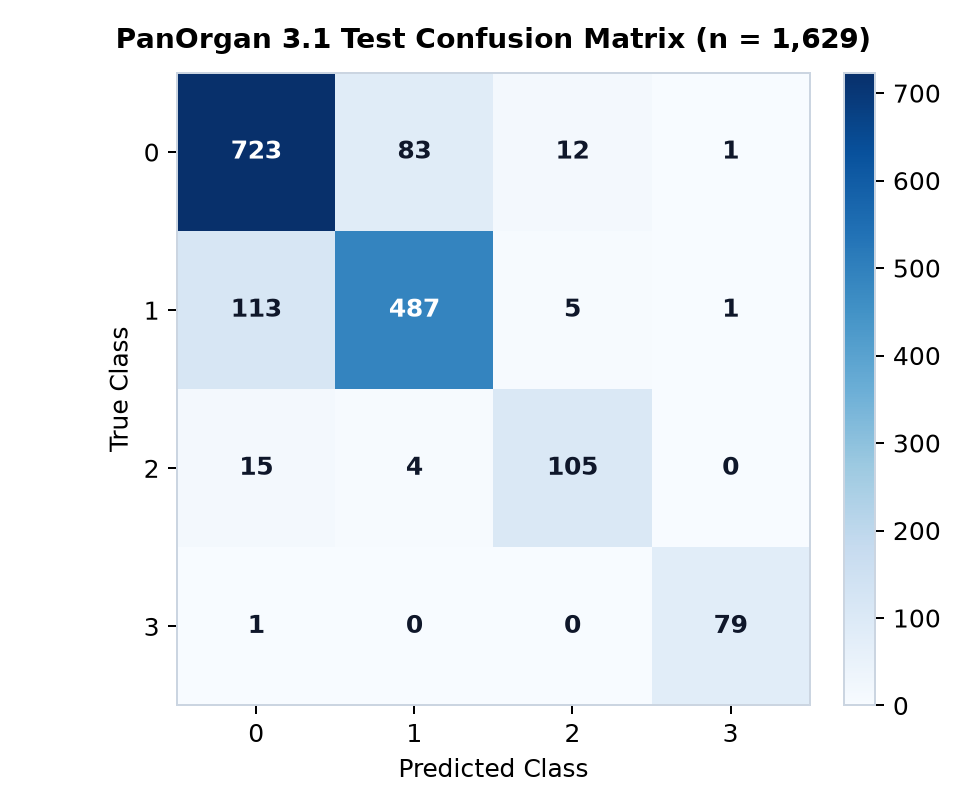 PanOrgan 3.1 Test Confusion Matrix (n = 1,629)
True Class
0 723 83 12 1
1 113 487 5 1
2 15 4 105 0
3 1 0 0 79
0 1 2 3
Predicted Class
700
600
500
400
300
200
100
0